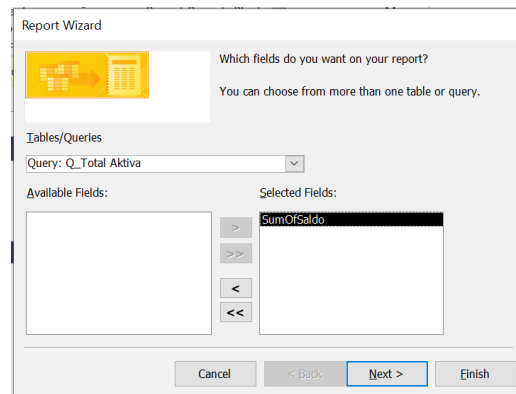 Report Wizard
Which fields do you want on your report?
You can choose from more than one table or query.
Tables/Queries
Query: Q_Total Aktiva
Available Fields:
Selected Fields:
SumOfSaldo
>
>>
<
<<
Cancel
< Back
Next >
Finish